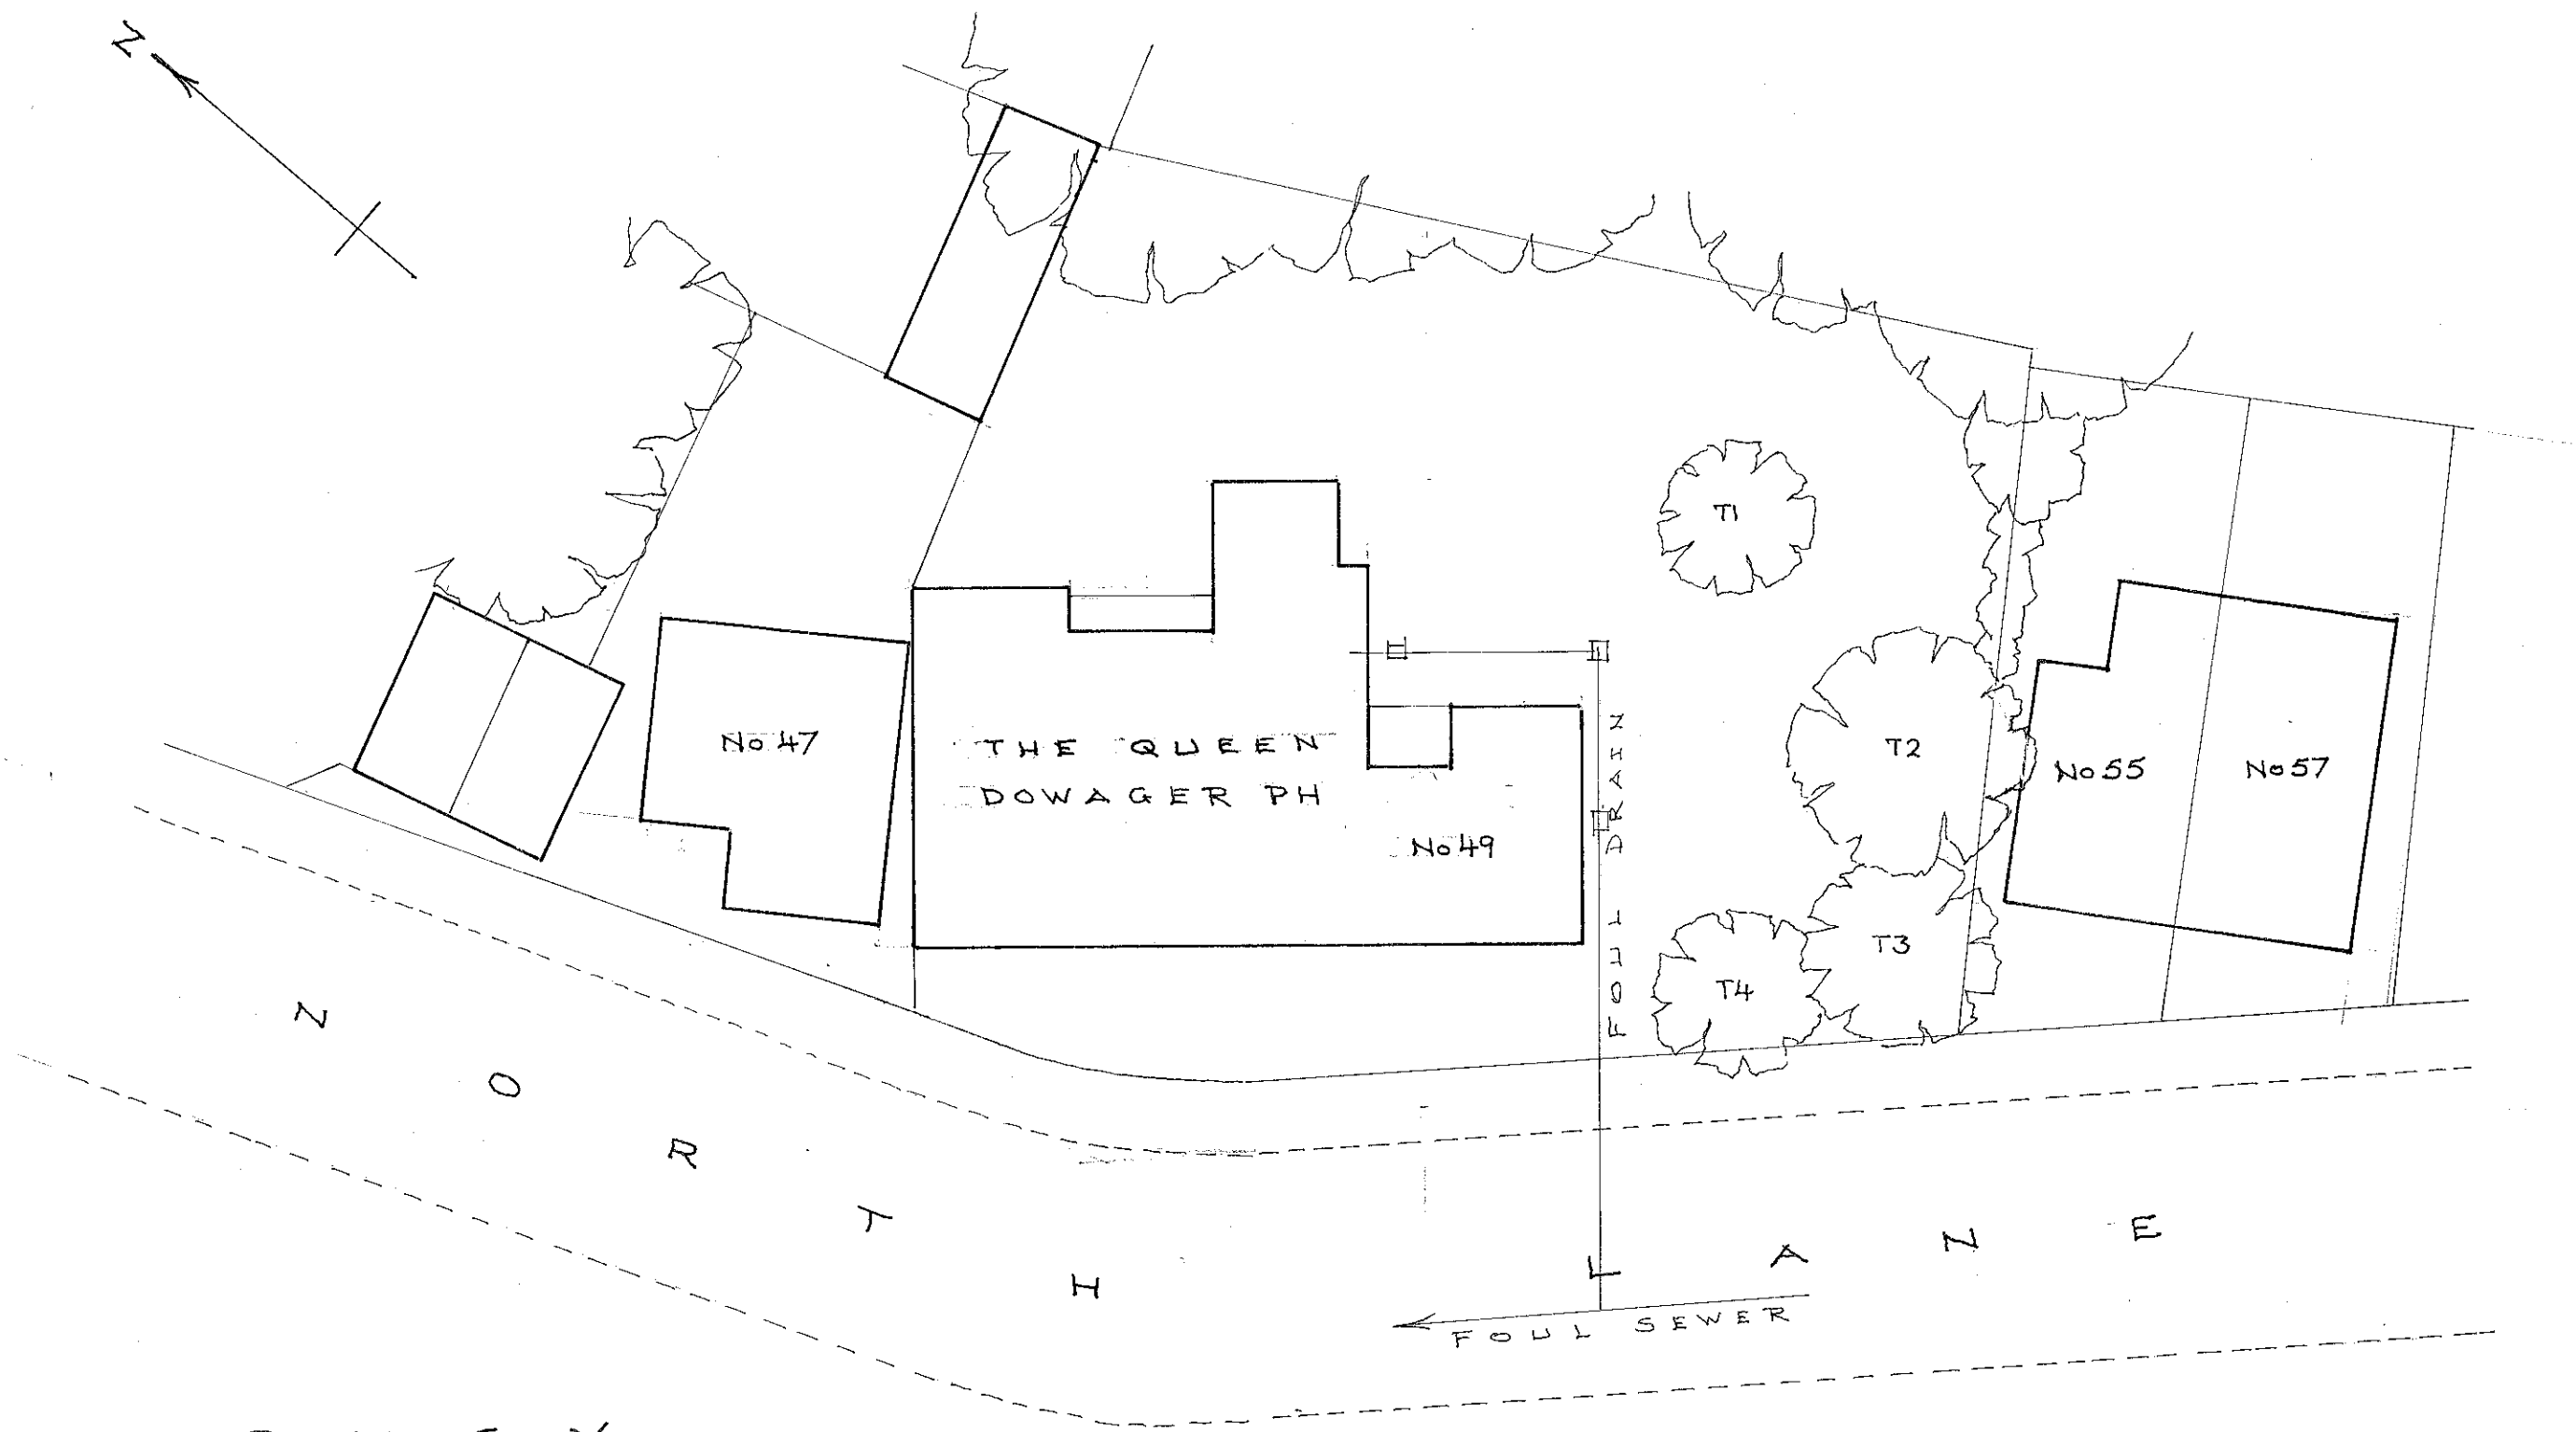 N
T1
No 47
THE QUEEN
DOWAGER PH
No 49
FOUL DRAIN
T2
No 55
No 57
T3
T4
NORTH LANE
FOUL SEWER